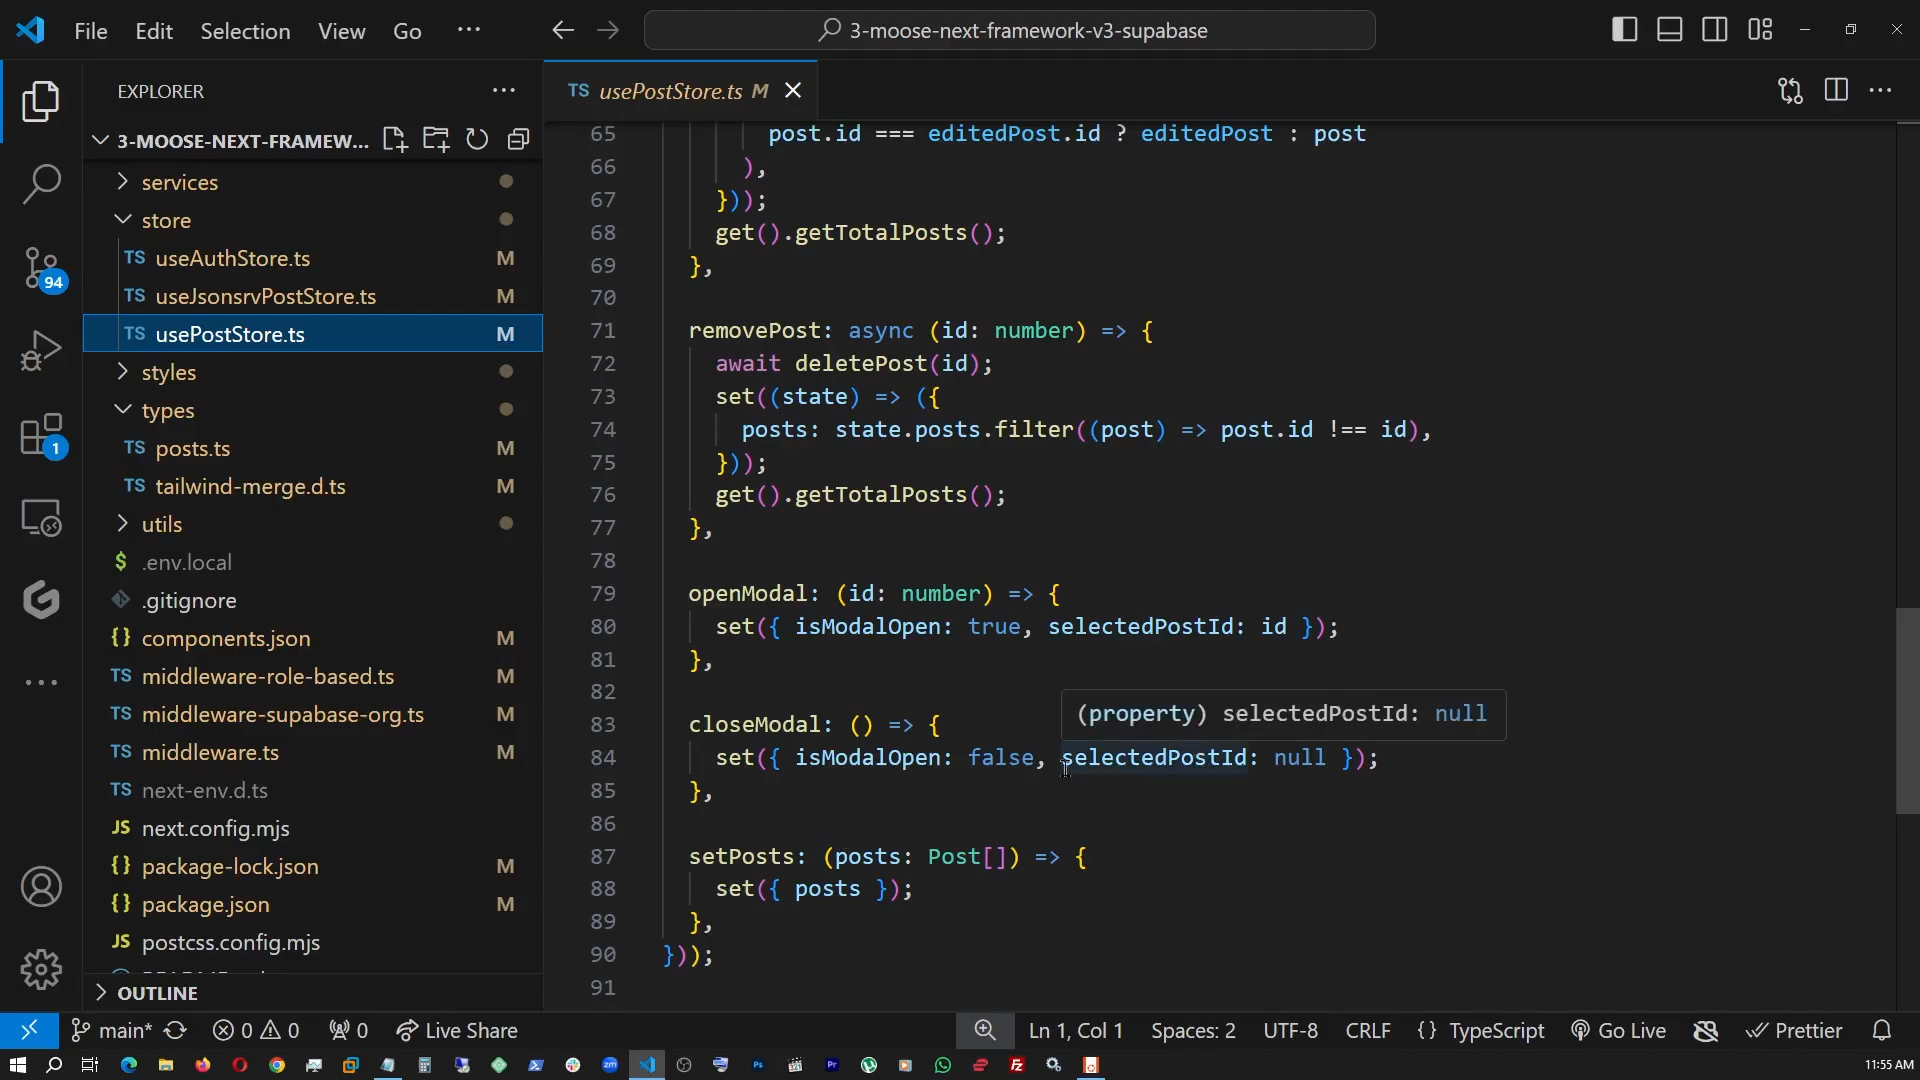 File Edit Selection View Go ···
3-moose-next-framework-v3-supabase
EXPLORER
3-MOOSE-NEXT-FRAMEW...
services
store
TS useAuthStore.ts M
TS useJsonsrvPostStore.ts M
TS usePostStore.ts M
styles
types
TS posts.ts M
TS tailwind-merge.d.ts M
utils
$ .env.local
.gitignore
{} components.json M
TS middleware-role-based.ts M
TS middleware-supabase-org.ts M
TS middleware.ts M
TS next-env.d.ts
JS next.config.mjs
{} package-lock.json M
{} package.json M
JS postcss.config.mjs
OUTLINE
94
1
TS usePostStore.ts M
65 post.id === editedPost.id ? editedPost : post
66 ),
67 }));
68 get().getTotalPosts();
69 },
70
71 removePost: async (id: number) => {
72 await deletePost(id);
73 set((state) => ({
74 posts: state.posts.filter((post) => post.id !== id),
75 }));
76 get().getTotalPosts();
77 },
78
79 openModal: (id: number) => {
80 set({ isModalOpen: true, selectedPostId: id });
81 },
82
(property) selectedPostId: null
83 closeModal: () => {
84 set({ isModalOpen: false, selectedPostId: null });
85 },
86
87 setPosts: (posts: Post[]) => {
88 set({ posts });
89 },
90 }));
91
main* 0 0 0 Live Share Ln 1, Col 1 Spaces: 2 UTF-8 CRLF {} TypeScript Go Live Prettier
11:55 AM